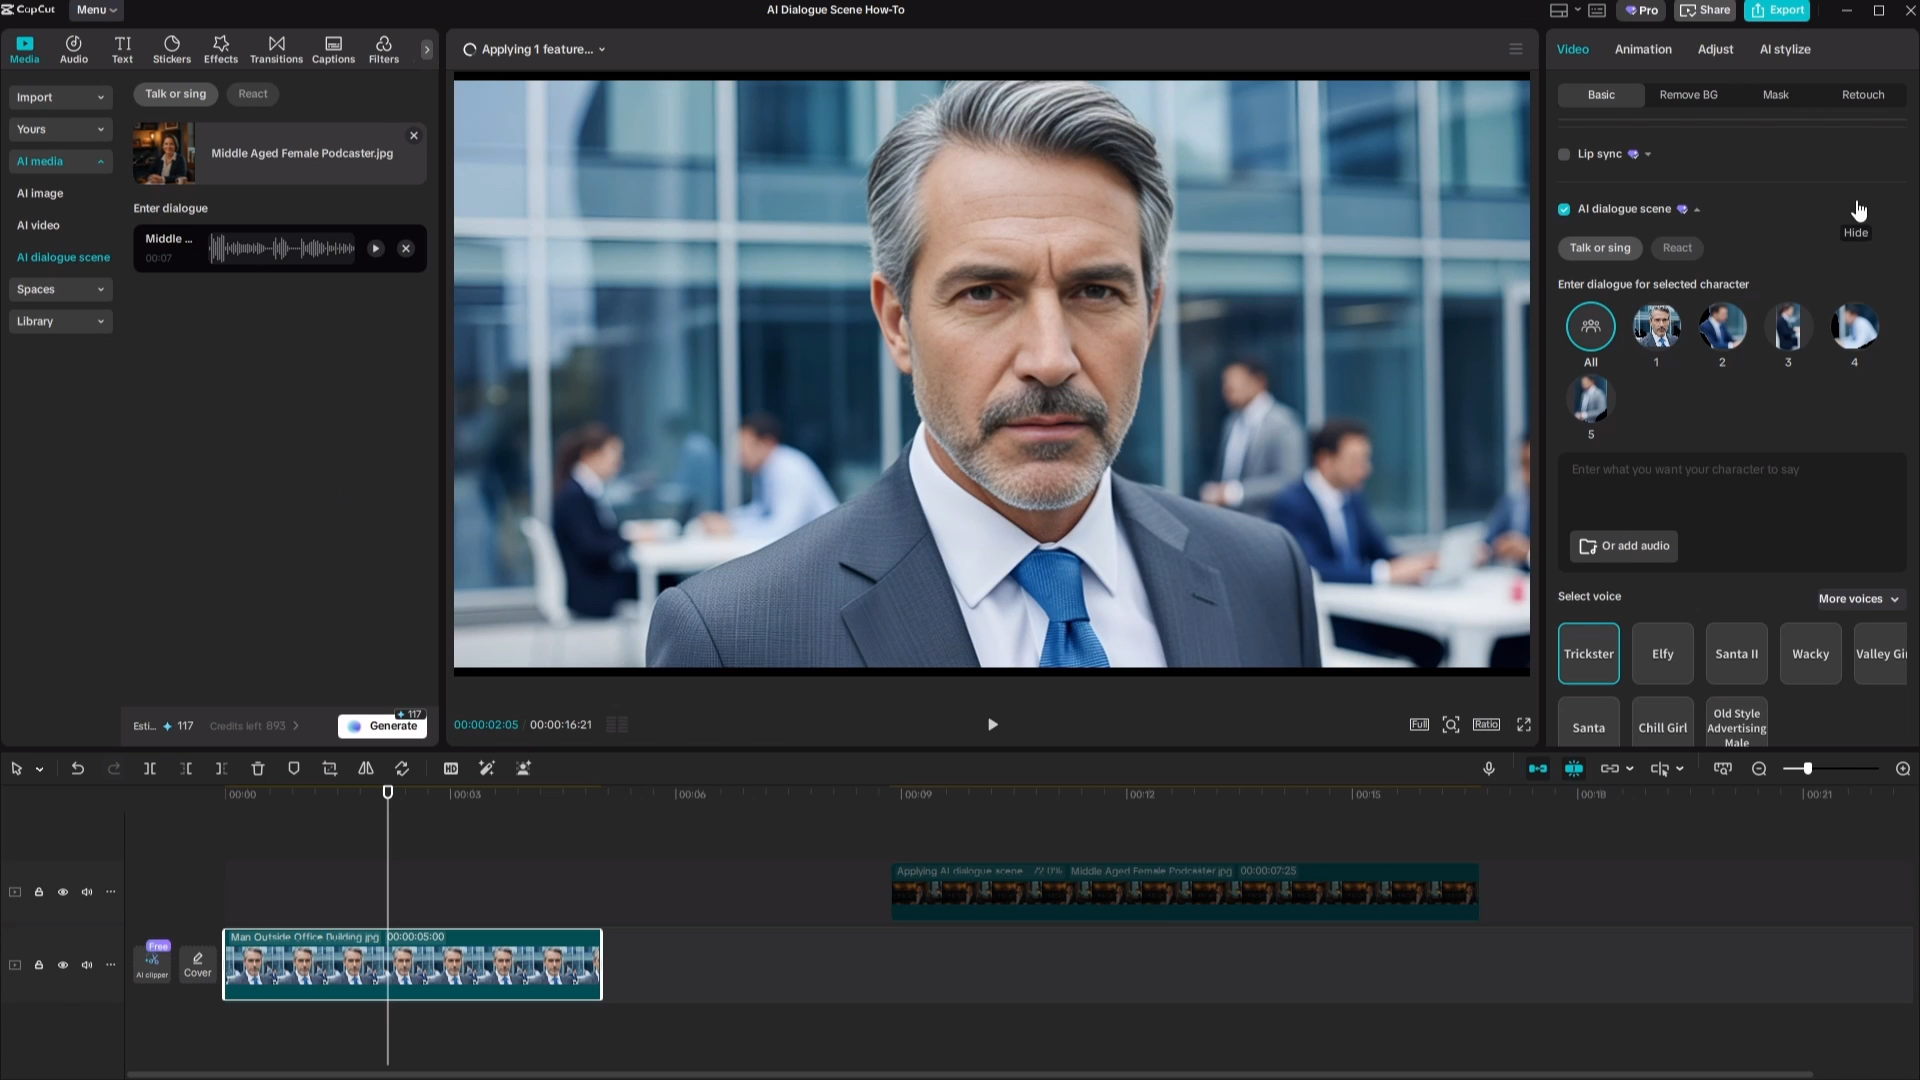 CapCut
Menu
AI Dialogue Scene How-To
Pro
Share
Export
Media
Audio
Text
Stickers
Effects
Transitions
Captions
Filters
Applying 1 feature...
Video
Animation
Adjust
AI stylize
Import
Yours
AI media
AI image
AI video
AI dialogue scene
Spaces
Library
Talk or sing
React
Middle Aged Female Podcaster.jpg
Enter dialogue
Middle ...
00:07
Basic
Remove BG
Mask
Retouch
Lip sync
AI dialogue scene
Hide
Talk or sing
React
Enter dialogue for selected character
All
1
2
3
4
5
Enter what you want your character to say
Or add audio
Select voice
More voices
Trickster
Elfy
Santa II
Wacky
Valley Gi
Santa
Chill Girl
Old Style
Advertising
Male
Esti...
117
Credits left 893
117
Generate
00:00:02:05 / 00:00:16:21
Full
Ratio
HD
00:00
00:03
00:06
00:09
00:12
00:15
00:18
00:21
Applying AI dialogue scene
Middle Aged Female Podcaster.jpg
00:00:07:25
Free
AI clipper
Cover
Man Outside Office Building.jpg
00:00:05:00